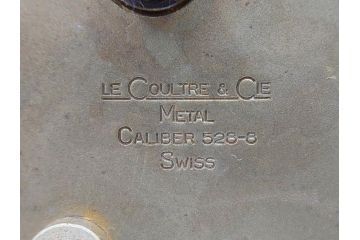 LE COULTRE & CIE
METAL
CALIBER 528-8
SWISS